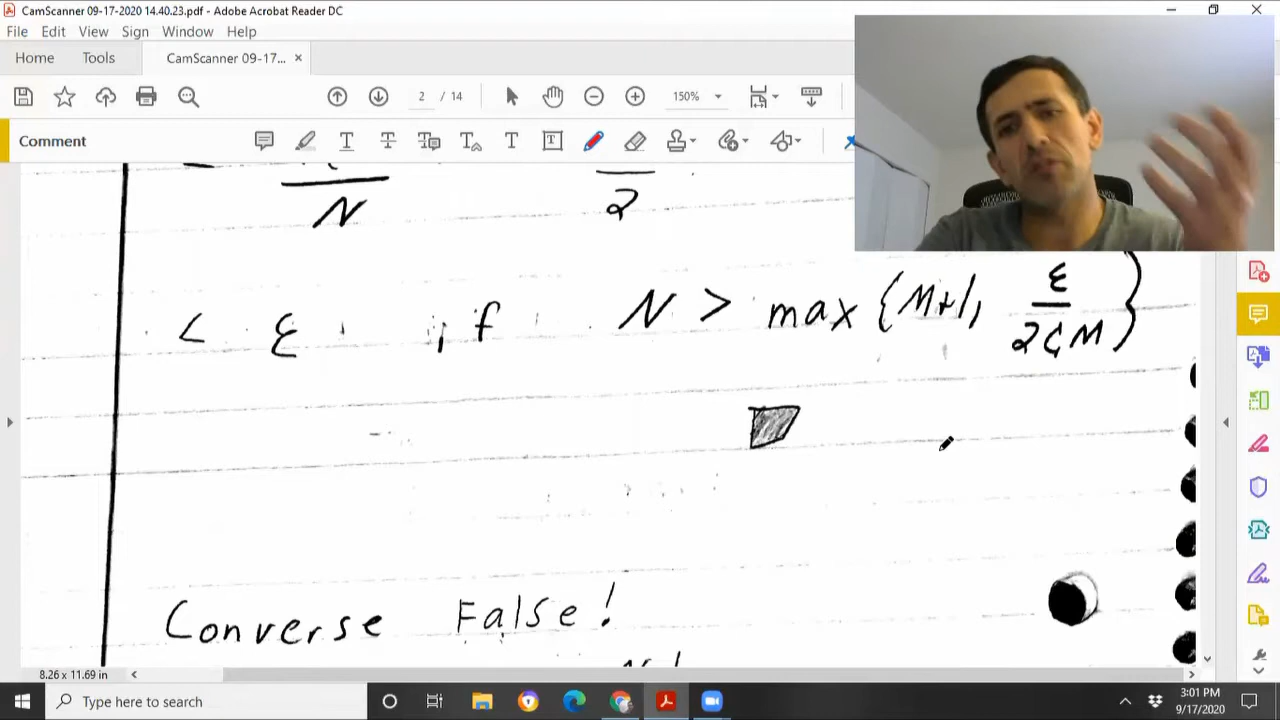 CamScanner 09-17-2020 14.40.23.pdf - Adobe Acrobat Reader DC
File Edit View Sign Window Help
Home Tools CamScanner 09-17... ×
2 / 14 150%
Comment
N 2
< ε if N > max {M+1, ε / 2CM}
Converse False!
8.26 x 11.69 in
Type here to search
3:01 PM
9/17/2020